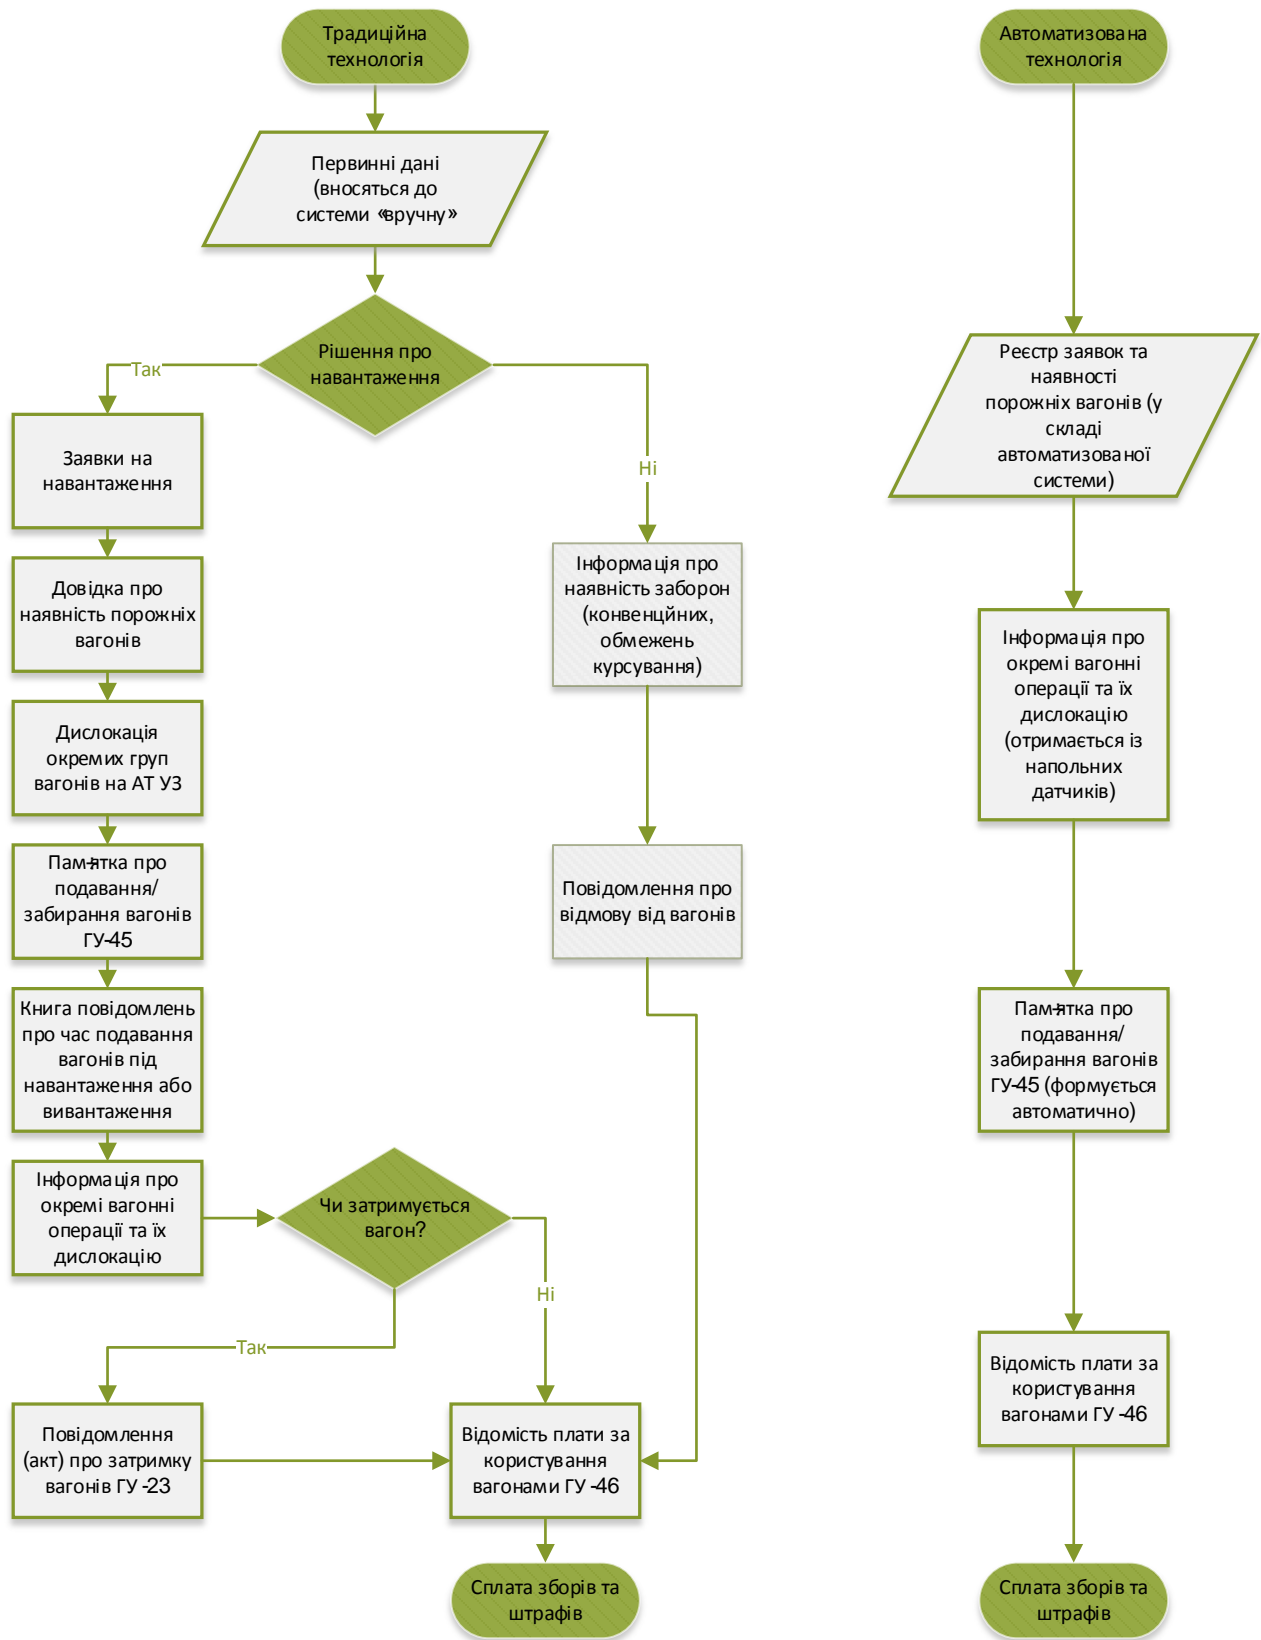 Традиційна
технологія
Первинні дані
(вносяться до
системи «вручну»
Рішення про
навантаження
Так
Ні
Заявки на
навантаження
Довідка про
наявність порожніх
вагонів
Дислокація
окремих груп
вагонів на АТ УЗ
Пам→ятка про
подавання/
забирання вагонів
ГУ-45
Книга повідомлень
про час подавання
вагонів під
навантаження або
вивантаження
Інформація про
окремі вагонні
операції та їх
дислокацію
Чи затримується
вагон?
Так
Ні
Повідомлення
(акт) про затримку
вагонів ГУ -23
Інформація про
наявність заборон
(конвенційних,
обмежень
курсування)
Повідомлення про
відмову від вагонів
Відомість плати за
користування
вагонами ГУ -46
Сплата зборів та
штрафів
Автоматизована
технологія
Реєстр заявок та
наявності
порожніх вагонів (у
складі
автоматизованої
системи)
Інформація про
окремі вагонні
операції та їх
дислокацію
(отримається із
напольних
датчиків)
Пам→ятка про
подавання/
забирання вагонів
ГУ-45 (формується
автоматично)
Відомість плати за
користування
вагонами ГУ -46
Сплата зборів та
штрафів